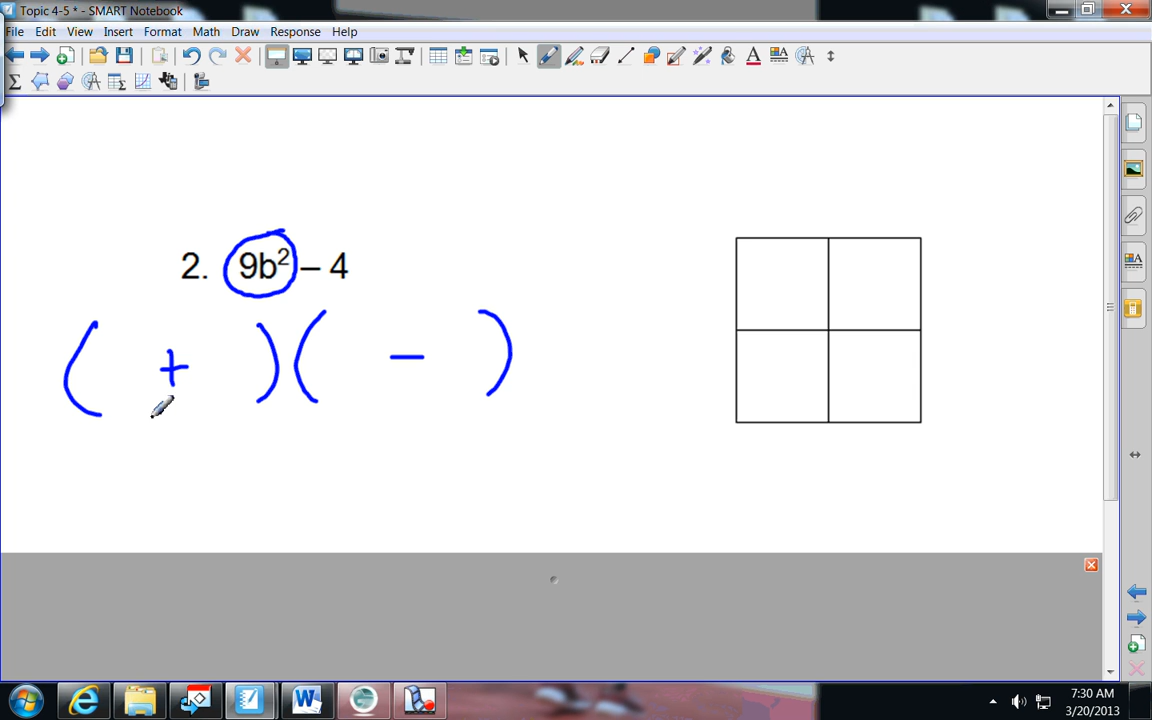 Topic 4-5 * - SMART Notebook
File Edit View Insert Format Math Draw Response Help
2. 9b² – 4
( + )( − )
7:30 AM
3/20/2013